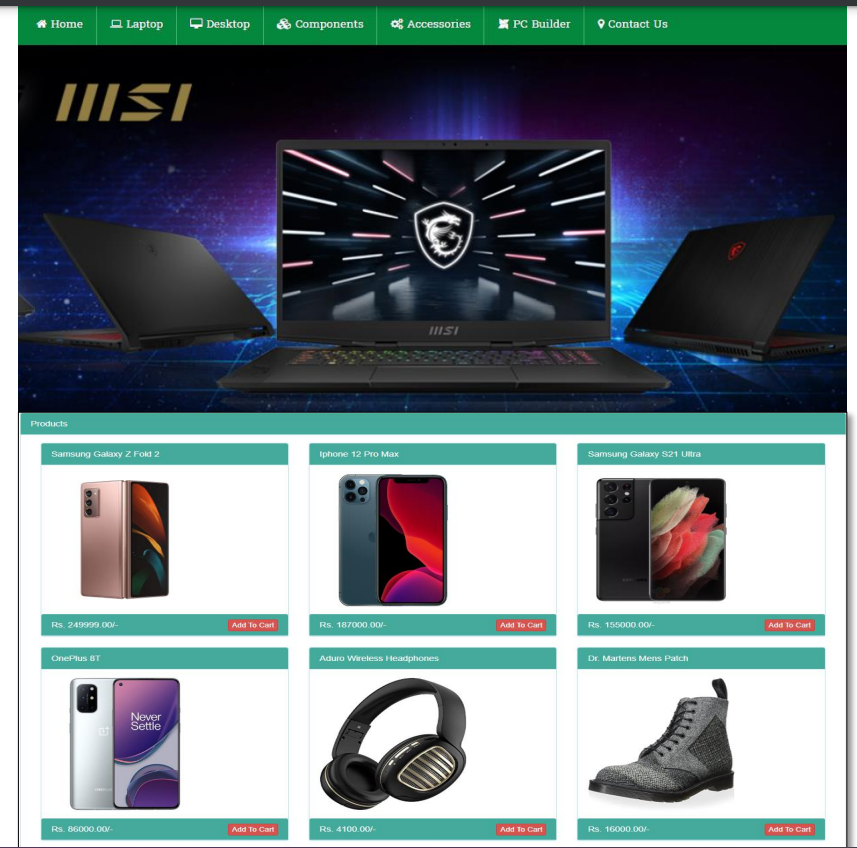 Home Laptop Desktop Components Accessories PC Builder Contact Us
msi
msi
Products
Samsung Galaxy Z Fold 2 Iphone 12 Pro Max Samsung Galaxy S21 Ultra
Rs. 249999.00/- Add To Cart Rs. 187000.00/- Add To Cart Rs. 155000.00/- Add To Cart
OnePlus 8T Aduro Wireless Headphones Dr. Martens Mens Patch
Never
Settle
Rs. 86000.00/- Add To Cart Rs. 4100.00/- Add To Cart Rs. 16000.00/- Add To Cart